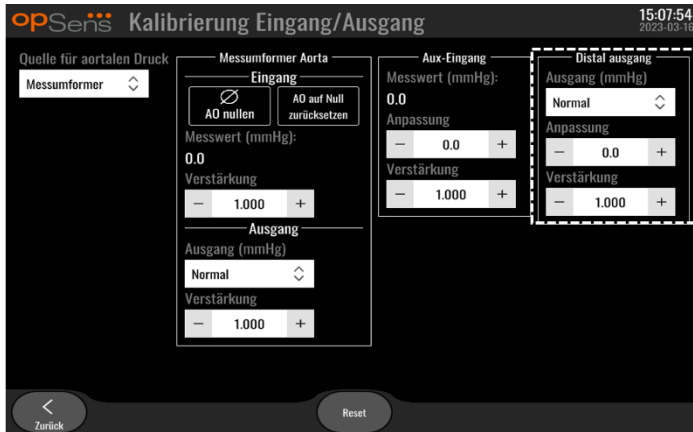 opSens Kalibrierung Eingang/Ausgang
15:07:54
2023-03-16
Quelle für aortalen Druck
Messumformer
Messumformer Aorta
Eingang
AO nullen
AO auf Null
zurücksetzen
Messwert (mmHg):
0.0
Verstärkung
− 1.000 +
Ausgang
Ausgang (mmHg)
Normal
Verstärkung
− 1.000 +
Aux-Eingang
Messwert (mmHg):
0.0
Anpassung
− 0.0 +
Verstärkung
− 1.000 +
Distal ausgang
Ausgang (mmHg)
Normal
Anpassung
− 0.0 +
Verstärkung
− 1.000 +
Zurück
Reset